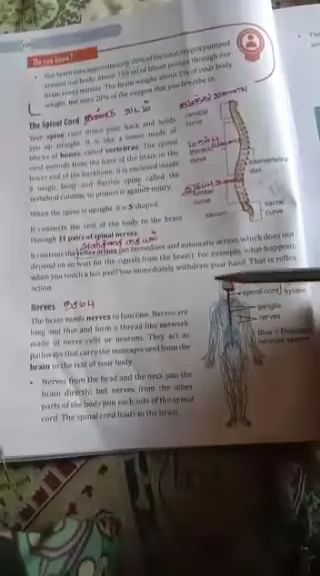 Do you know?
• Our brain uses approximately 20% of the total oxygen pumped
around our body. About 750 ml of blood pumps through our
brain every minute. The brain weighs about 2% of your body
weight, but uses 20% of the oxygen that you breathe in.
The Spinal Cord
cervical
curve
Your spine runs down your back and holds
you up straight. It is like a tower made of
blocks of bones, called vertebrae. The spinal
cord extends from the base of the brain to the
lower end of the backbone. It is enclosed inside
a tough, bony and flexible spine called the
vertebral column, to protect it against injury.
curve
intervertebral
disk
lumbar
curve
sacrum
sacral
curve
When the spine is upright, it is S shaped.
It connects the rest of the body to the brain
through 31 pairs of spinal nerves.
It controls the reflex action (an immediate and automatic action, which does not
depend on or wait for the signals from the brain). For example, what happens
when you touch a hot pan? You immediately withdraw your hand. That is reflex
action.
Nerves
The brain needs nerves to function. Nerves are
long and thin and form a thread-like network
made of nerve cells or neurons. They act as
pathways that carry the messages sent from the
brain to the rest of your body.
• Nerves from the head and the neck join the
brain directly, but nerves from the other
parts of the body join each side of the spinal
cord. The spinal cord leads to the brain.
spinal cord
system
ganglia
nerves
Blue =
nervous system